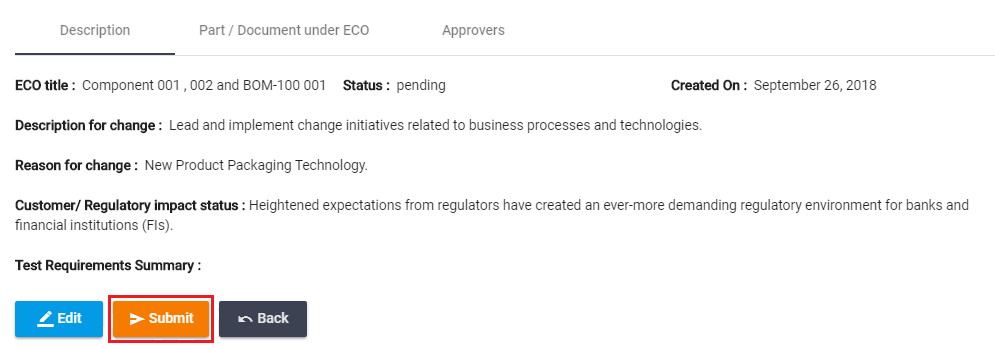 Description Part / Document under ECO Approvers
ECO title : Component 001 , 002 and BOM-100 001 Status : pending Created On : September 26, 2018
Description for change : Lead and implement change initiatives related to business processes and technologies.
Reason for change : New Product Packaging Technology.
Customer/ Regulatory impact status : Heightened expectations from regulators have created an ever-more demanding regulatory environment for banks and
financial institutions (FIs).
Test Requirements Summary :
Edit Submit Back